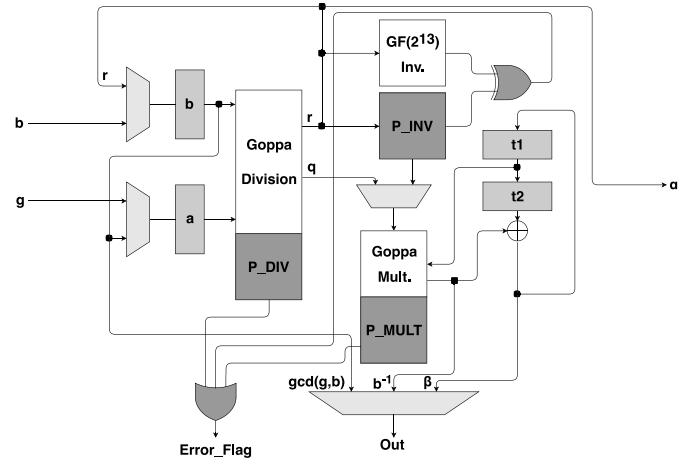 r
b
g
b
a
Goppa
Division
P_DIV
r
q
GF(2¹³)
Inv.
P_INV
t1
t2
α
Goppa
Mult.
P_MULT
gcd(g,b)
b⁻¹
β
Error_Flag
Out